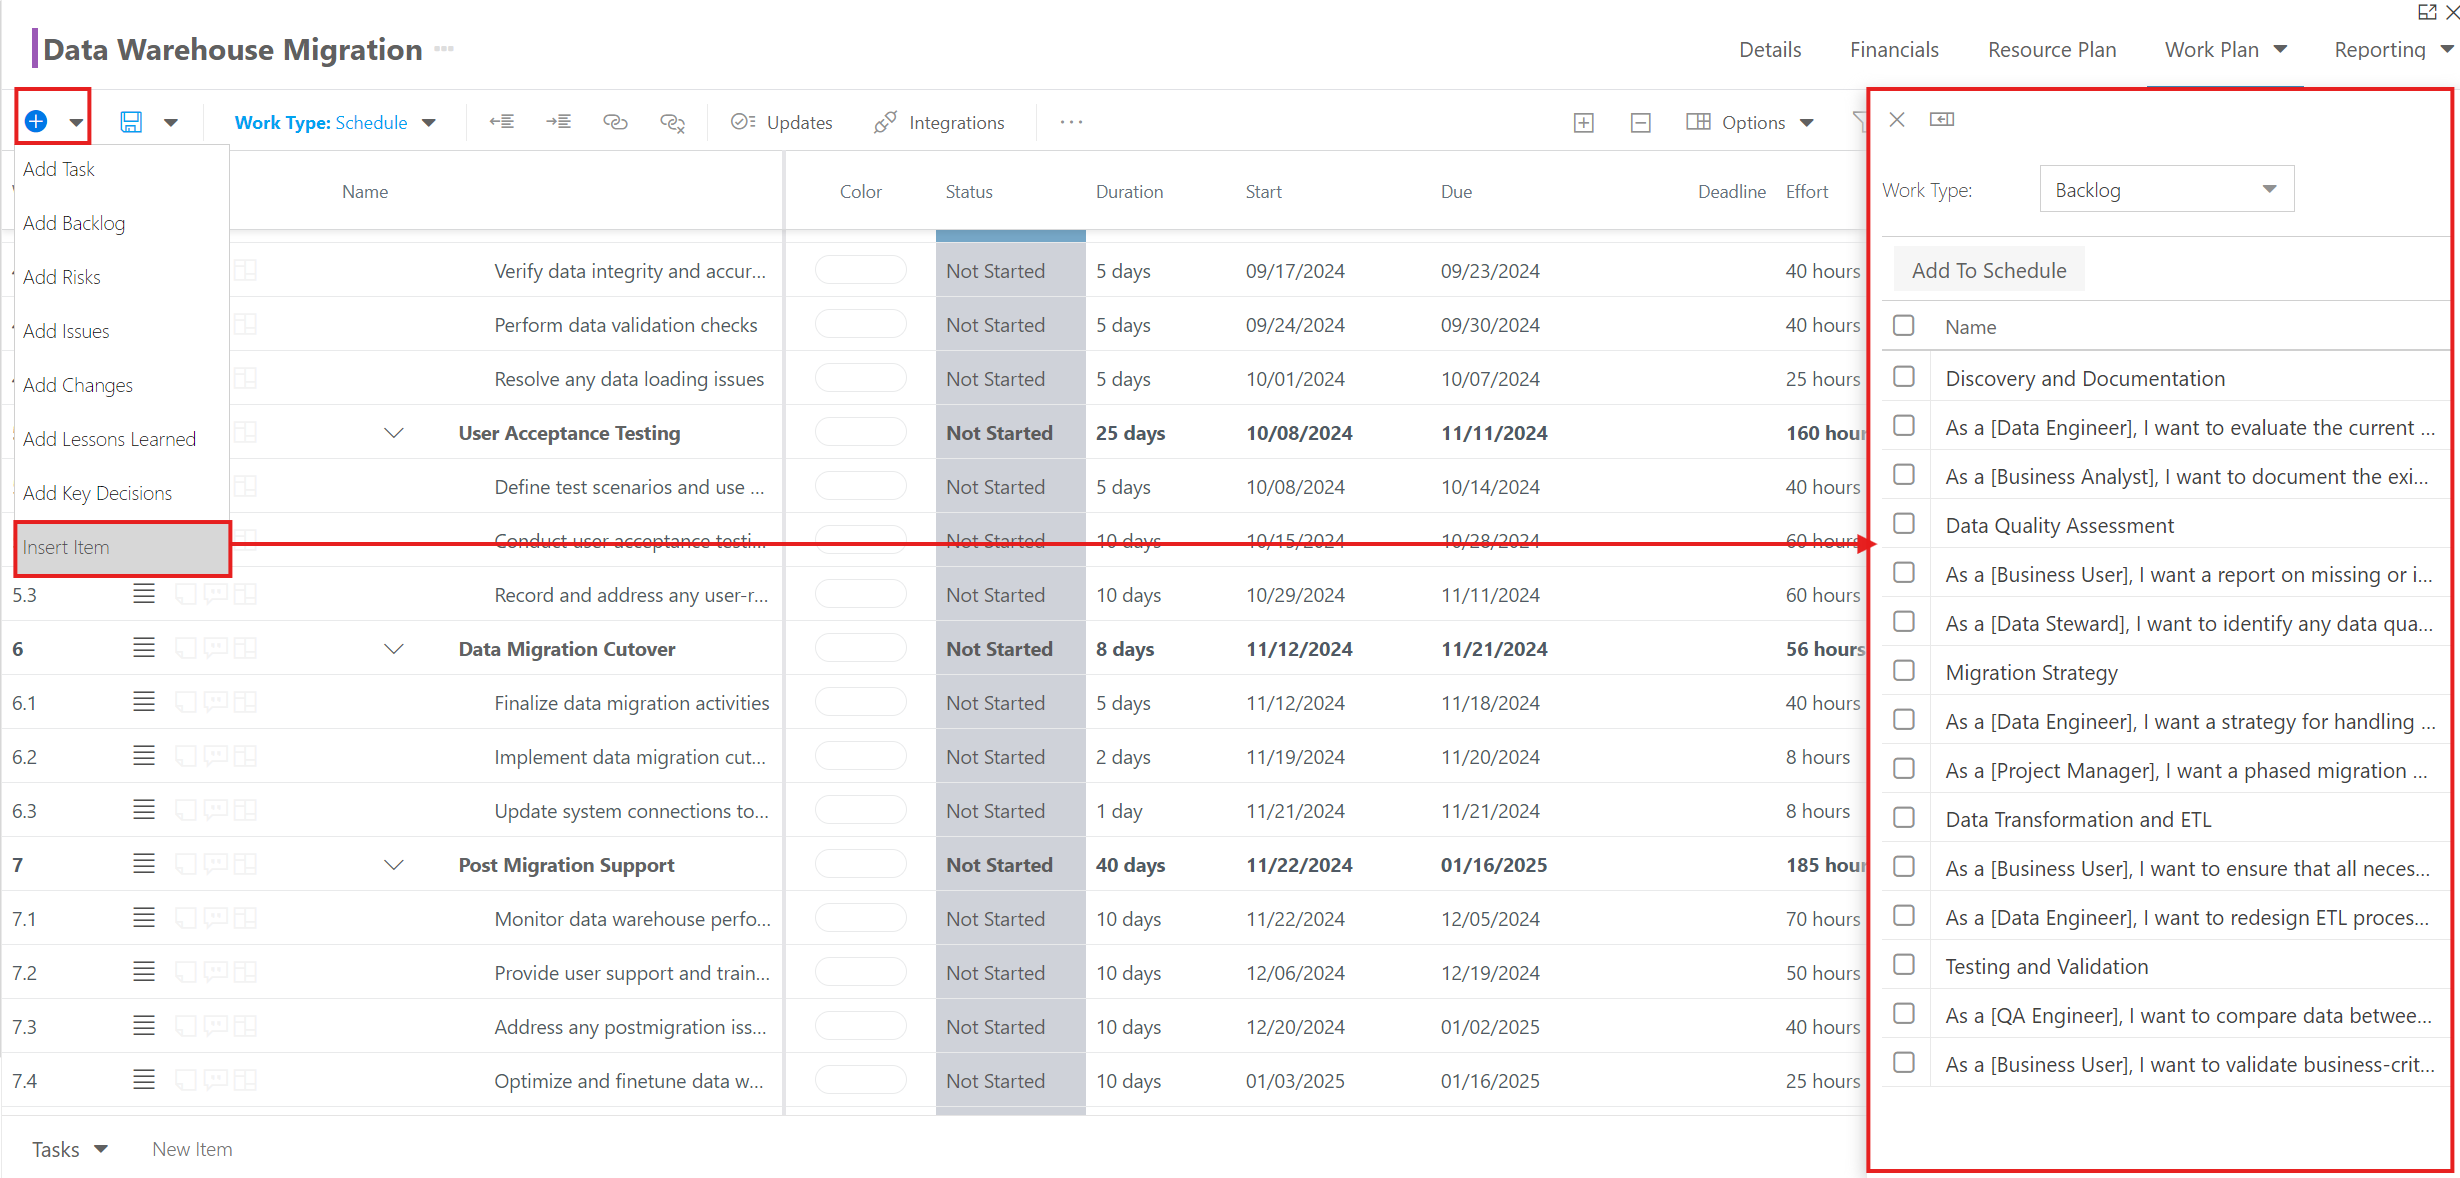 Data Warehouse Migration
Details Financials Resource Plan Work Plan Reporting
Work Type: Schedule Updates Integrations Options
Add Task
Add Backlog
Add Risks
Add Issues
Add Changes
Add Lessons Learned
Add Key Decisions
Insert Item
Name Color Status Duration Start Due Deadline Effort
Verify data integrity and accur... Not Started 5 days 09/17/2024 09/23/2024 40 hours
Perform data validation checks Not Started 5 days 09/24/2024 09/30/2024 40 hours
Resolve any data loading issues Not Started 5 days 10/01/2024 10/07/2024 25 hours
User Acceptance Testing Not Started 25 days 10/08/2024 11/11/2024 160 hour
Define test scenarios and use ... Not Started 5 days 10/08/2024 10/14/2024 40 hours
Conduct user acceptance testi... Not Started 10 days 10/15/2024 10/28/2024 60 hours
5.3 Record and address any user-r... Not Started 10 days 10/29/2024 11/11/2024 60 hours
6 Data Migration Cutover Not Started 8 days 11/12/2024 11/21/2024 56 hours
6.1 Finalize data migration activities Not Started 5 days 11/12/2024 11/18/2024 40 hours
6.2 Implement data migration cut... Not Started 2 days 11/19/2024 11/20/2024 8 hours
6.3 Update system connections to... Not Started 1 day 11/21/2024 11/21/2024 8 hours
7 Post Migration Support Not Started 40 days 11/22/2024 01/16/2025 185 hour
7.1 Monitor data warehouse perfo... Not Started 10 days 11/22/2024 12/05/2024 70 hours
7.2 Provide user support and train... Not Started 10 days 12/06/2024 12/19/2024 50 hours
7.3 Address any postmigration iss... Not Started 10 days 12/20/2024 01/02/2025 40 hours
7.4 Optimize and finetune data w... Not Started 10 days 01/03/2025 01/16/2025 25 hours
Tasks New Item
Work Type: Backlog
Add To Schedule
Name
Discovery and Documentation
As a [Data Engineer], I want to evaluate the current ...
As a [Business Analyst], I want to document the exi...
Data Quality Assessment
As a [Business User], I want a report on missing or i...
As a [Data Steward], I want to identify any data qua...
Migration Strategy
As a [Data Engineer], I want a strategy for handling ...
As a [Project Manager], I want a phased migration ...
Data Transformation and ETL
As a [Business User], I want to ensure that all neces...
As a [Data Engineer], I want to redesign ETL proces...
Testing and Validation
As a [QA Engineer], I want to compare data betwee...
As a [Business User], I want to validate business-crit...